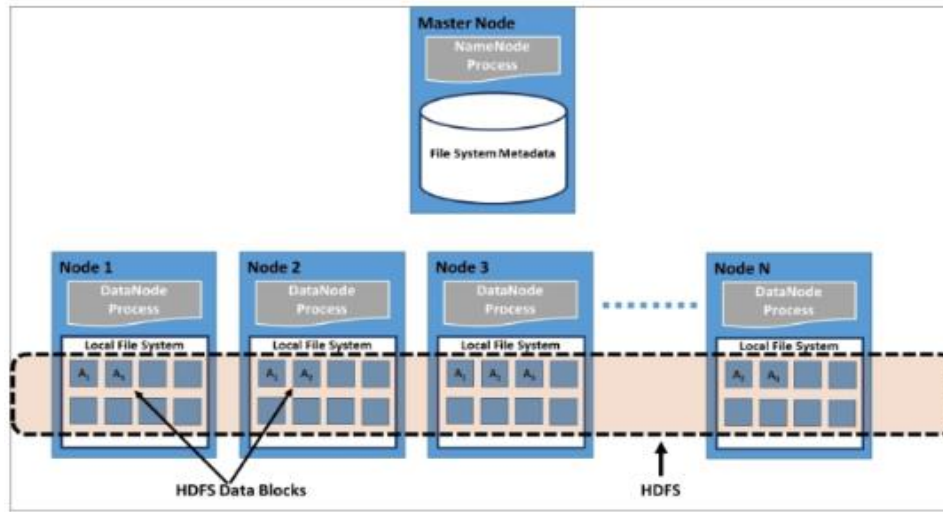 Master Node
NameNode
Process
File System Metadata
Node 1
DataNode
Process
Local File System
A₁
Node 2
DataNode
Process
Local File System
A₁
Node 3
DataNode
Process
Local File System
Node N
DataNode
Process
Local File System
HDFS Data Blocks
HDFS